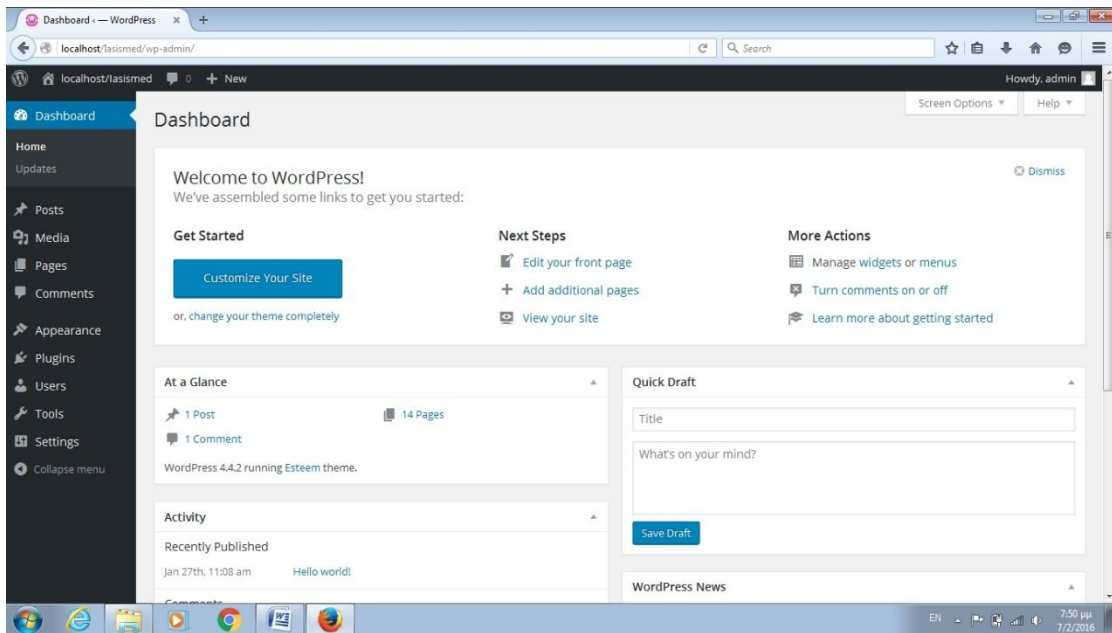 Dashboard ‹ — WordPress
localhost/lasismed/wp-admin/
Search
localhost/lasismed 0 New
Howdy, admin
Screen Options
Help
Dashboard
Home
Updates
Posts
Media
Pages
Comments
Appearance
Plugins
Users
Tools
Settings
Collapse menu
Dashboard
Welcome to WordPress!
We've assembled some links to get you started:
Dismiss
Get Started
Customize Your Site
or, change your theme completely
Next Steps
Edit your front page
Add additional pages
View your site
More Actions
Manage widgets or menus
Turn comments on or off
Learn more about getting started
At a Glance
1 Post
14 Pages
1 Comment
WordPress 4.4.2 running Esteem theme.
Activity
Recently Published
Jan 27th, 11:08 am Hello world!
Comments
Quick Draft
Title
What's on your mind?
Save Draft
WordPress News
EN
7:50 μμ
7/2/2016